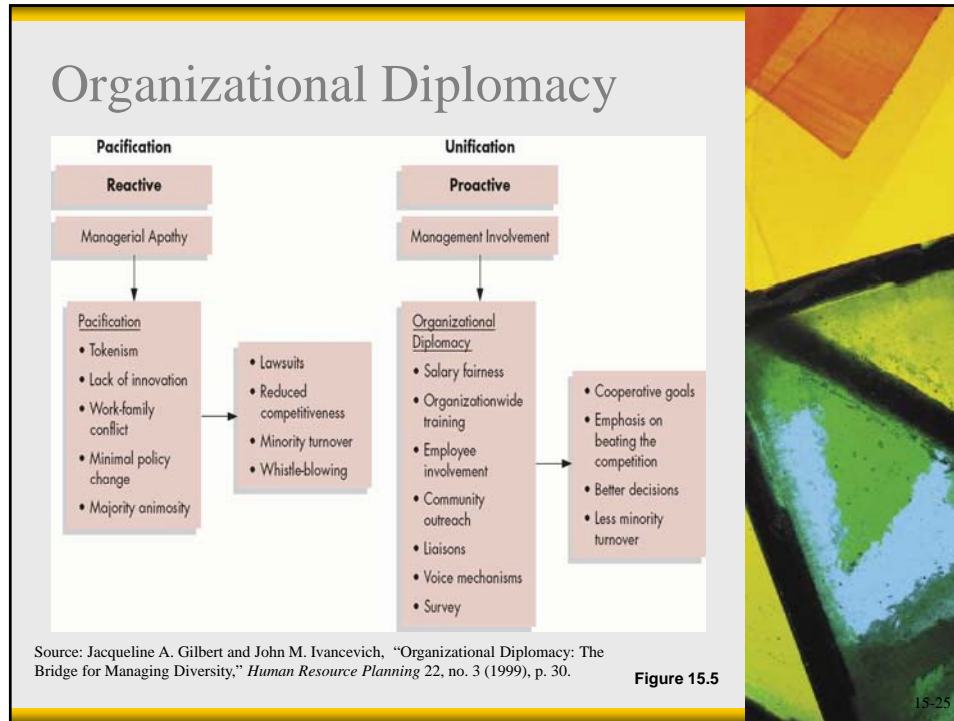 Organizational Diplomacy
Pacification
Reactive
Managerial Apathy
Pacification
• Tokenism
• Lack of innovation
• Work-family
conflict
• Minimal policy
change
• Majority animosity
• Lawsuits
• Reduced
competitiveness
• Minority turnover
• Whistle-blowing
Unification
Proactive
Management Involvement
Organizational
Diplomacy
• Salary fairness
• Organizationwide
training
• Employee
involvement
• Community
outreach
• Liaisons
• Voice mechanisms
• Survey
• Cooperative goals
• Emphasis on
beating the
competition
• Better decisions
• Less minority
turnover
Source: Jacqueline A. Gilbert and John M. Ivancevich, “Organizational Diplomacy: The
Bridge for Managing Diversity,” Human Resource Planning 22, no. 3 (1999), p. 30.
Figure 15.5
15-25